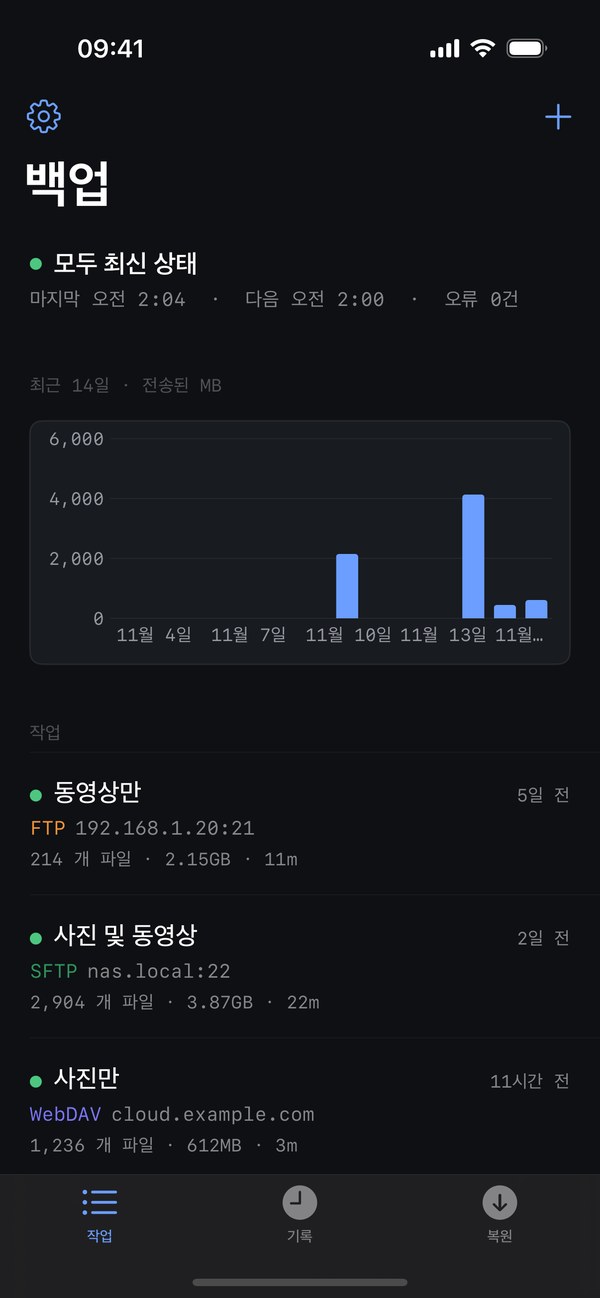 09:41
백업
모두 최신 상태
마지막 오전 2:04 · 다음 오전 2:00 · 오류 0건
최근 14일 · 전송된 MB
6,000
4,000
2,000
0
11월 4일 11월 7일 11월 10일 11월 13일 11월…
작업
동영상만 5일 전
FTP 192.168.1.20:21
214 개 파일 · 2.15GB · 11m
사진 및 동영상 2일 전
SFTP nas.local:22
2,904 개 파일 · 3.87GB · 22m
사진만 11시간 전
WebDAV cloud.example.com
1,236 개 파일 · 612MB · 3m
작업 기록 복원